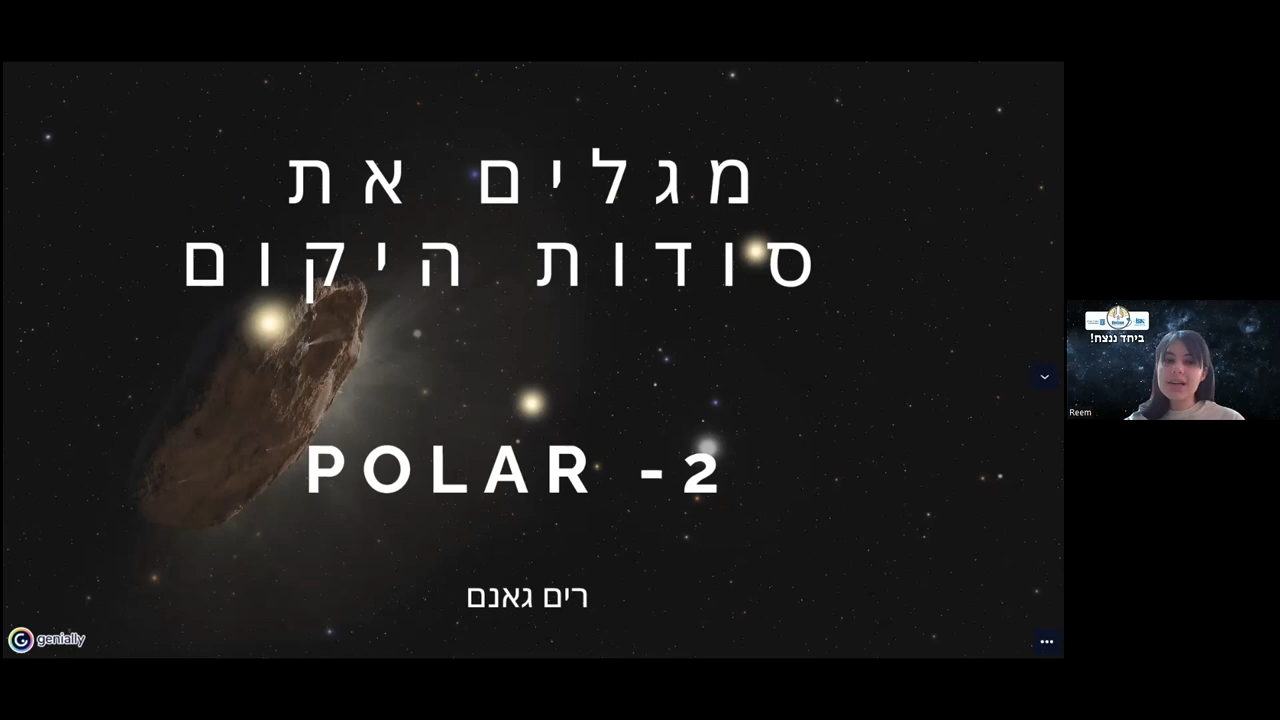 מגלים את
סודות היקום
POLAR -2
רים גאנם
genially
ביחד ננצח!
Reem